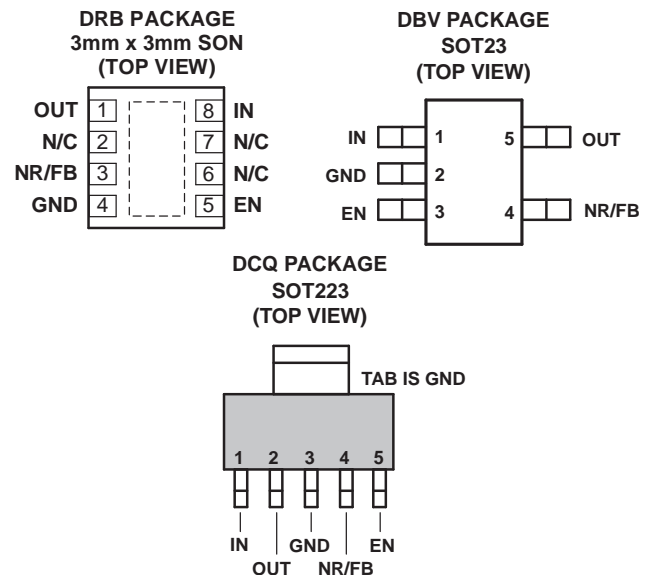 DRB PACKAGE
3mm x 3mm SON
(TOP VIEW)
OUT 1 8 IN
N/C 2 7 N/C
NR/FB 3 6 N/C
GND 4 5 EN
DBV PACKAGE
SOT23
(TOP VIEW)
IN 1 5 OUT
GND 2
EN 3 4 NR/FB
DCQ PACKAGE
SOT223
(TOP VIEW)
TAB IS GND
1 2 3 4 5
IN GND EN
OUT NR/FB